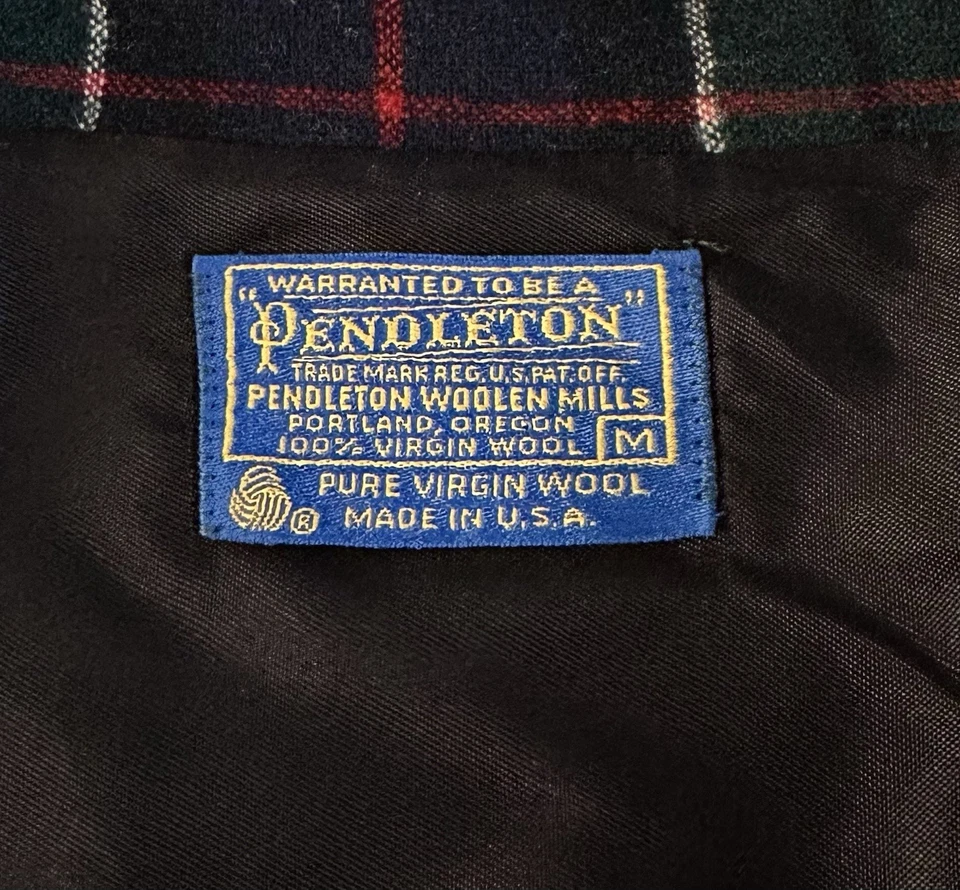 WARRANTED TO BE A
"PENDLETON"
TRADE MARK REG. U.S. PAT. OFF.
PENDLETON WOOLEN MILLS
PORTLAND, OREGON
100% VIRGIN WOOL M
PURE VIRGIN WOOL
® MADE IN U.S.A.